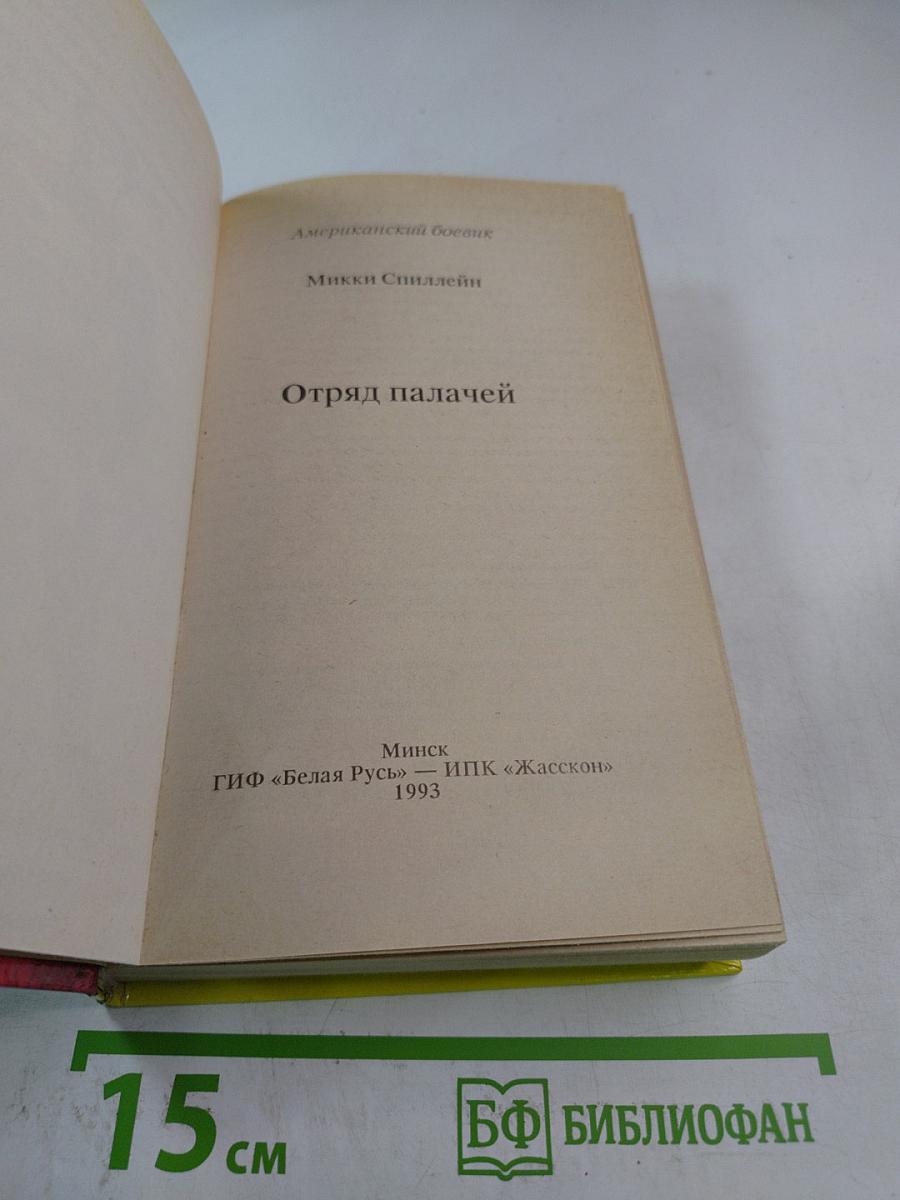 Американский боевик
Микки Спиллейн
Отряд палачей
Минск
ГИФ «Белая Русь» — ИПК «Жасскон»
1993
15 см
БФ БИБЛИОФАН